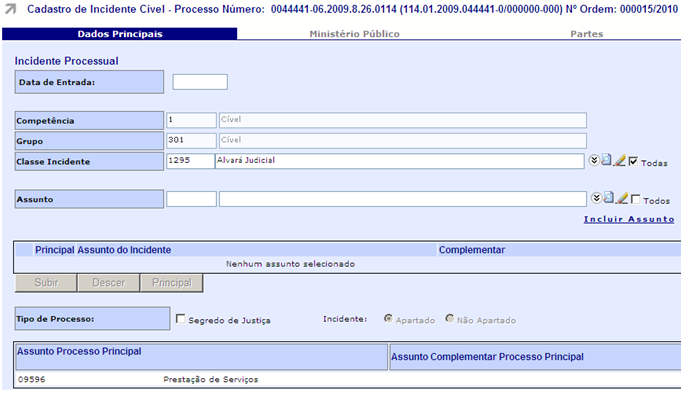 Cadastro de Incidente Cível - Processo Número: 0044441-06.2009.8.26.0114 (114.01.2009.044441-0/000000-000) Nº Ordem: 000015/2010
Dados Principais Ministério Público Partes
Incidente Processual
Data de Entrada:
Competência 1 Cível
Grupo 301 Cível
Classe Incidente 1295 Alvará Judicial Todas
Assunto Todos
Incluir Assunto
Principal Assunto do Incidente Complementar
Nenhum assunto selecionado
Subir Descer Principal
Tipo de Processo: Segredo de Justiça Incidente: Apartado Não Apartado
Assunto Processo Principal Assunto Complementar Processo Principal
09596 Prestação de Serviços